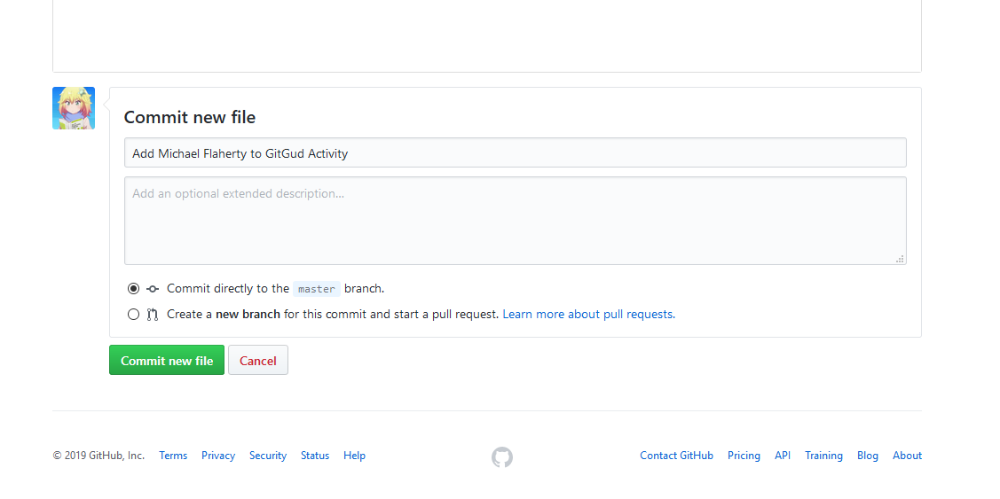 Commit new file
Add Michael Flaherty to GitGud Activity
Add an optional extended description...
Commit directly to the master branch.
Create a new branch for this commit and start a pull request. Learn more about pull requests.
Commit new file Cancel
© 2019 GitHub, Inc. Terms Privacy Security Status Help Contact GitHub Pricing API Training Blog About